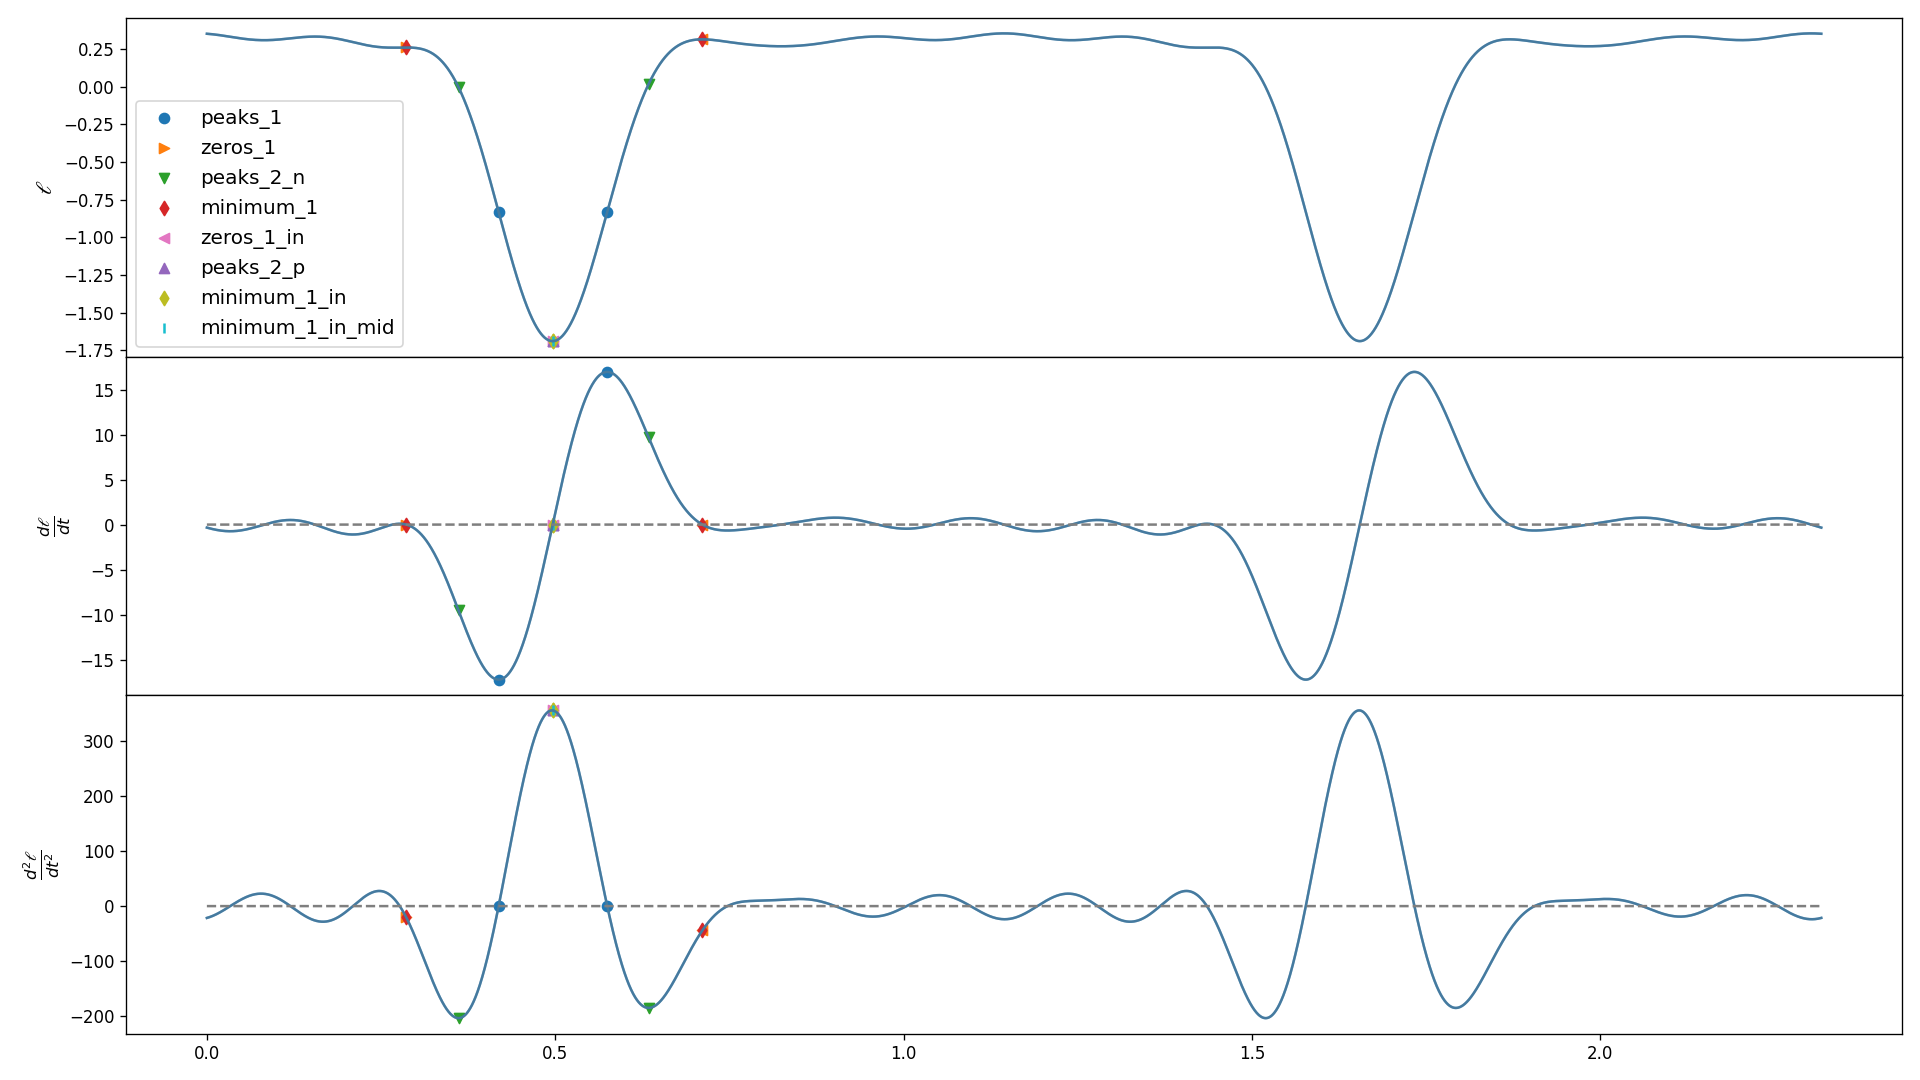 0.25
0.00
−0.25
−0.50
−0.75
−1.00
−1.25
−1.50
−1.75
ℓ
peaks_1
zeros_1
peaks_2_n
minimum_1
zeros_1_in
peaks_2_p
minimum_1_in
minimum_1_in_mid
15
10
5
0
−5
−10
−15
dℓ
dt
300
200
100
0
−100
−200
d²ℓ
dt²
0.0 0.5 1.0 1.5 2.0